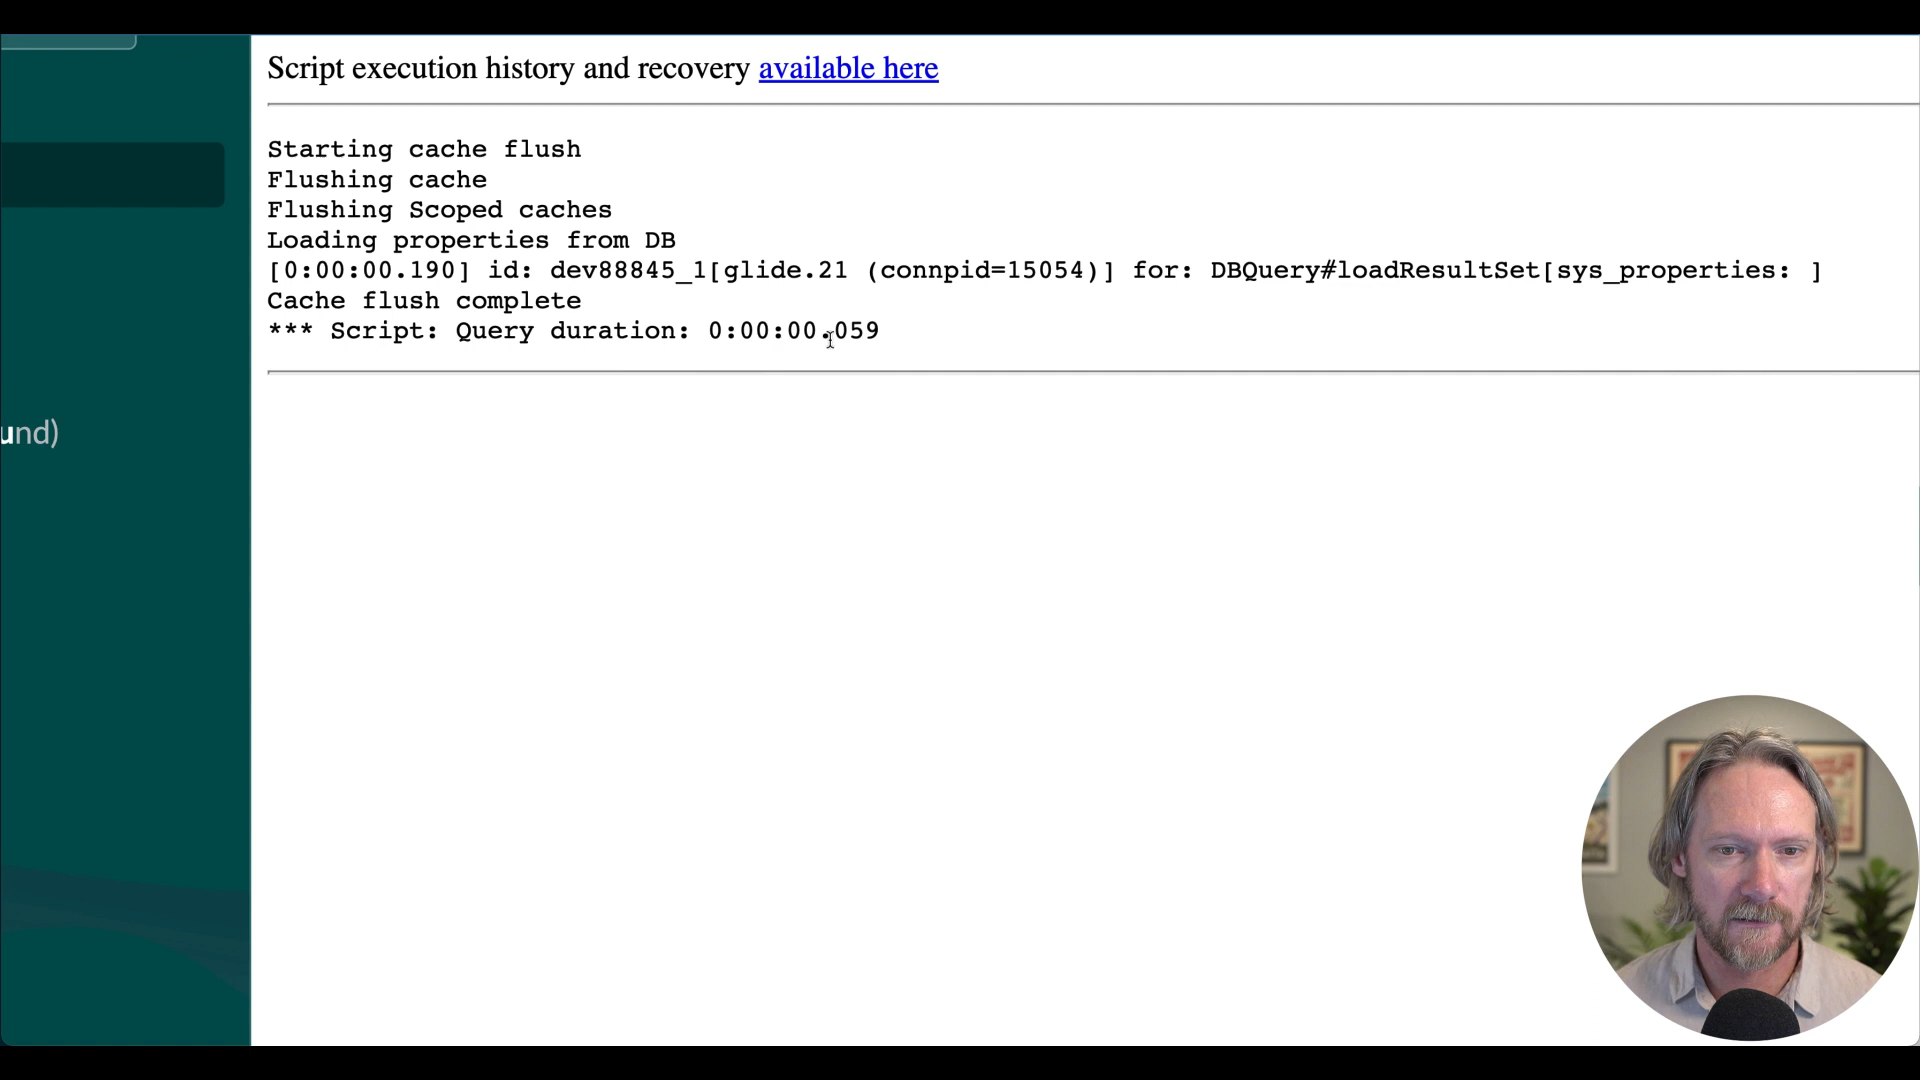 Script execution history and recovery available here
Starting cache flush
Flushing cache
Flushing Scoped caches
Loading properties from DB
[0:00:00.190] id: dev88845_1[glide.21 (connpid=15054)] for: DBQuery#loadResultSet[sys_properties: ]
Cache flush complete
*** Script: Query duration: 0:00:00.059
und)